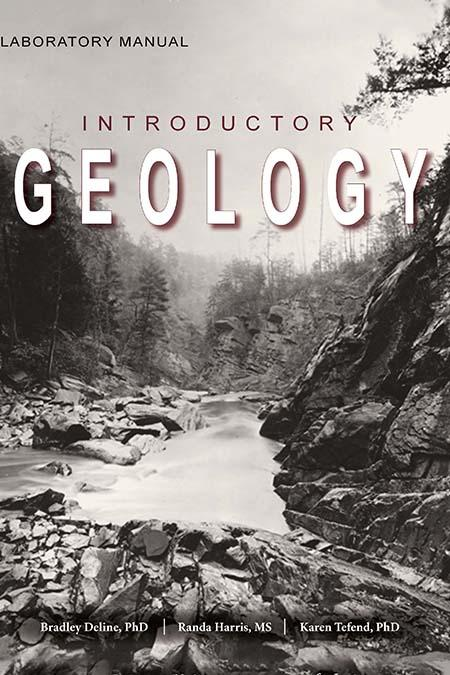 LABORATORY MANUAL
INTRODUCTORY
GEOLOGY
Bradley Deline, PhD | Randa Harris, MS | Karen Tefend, PhD